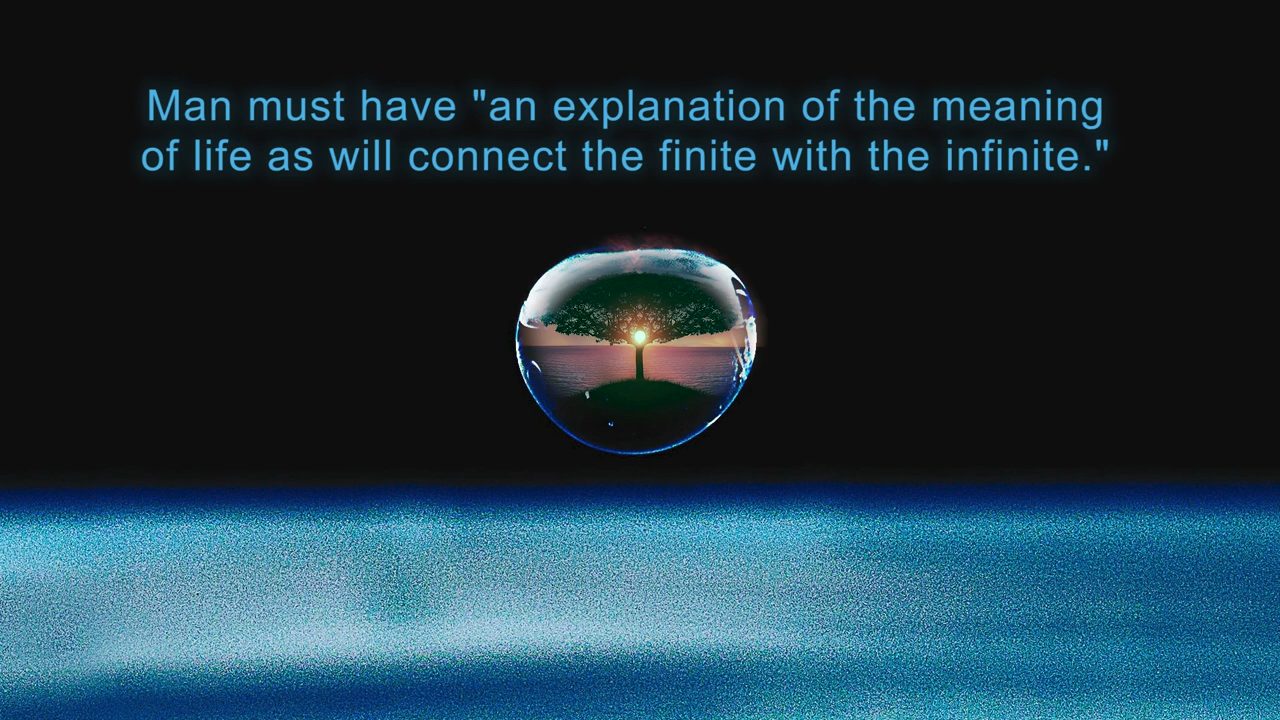 Man must have "an explanation of the meaning
of life as will connect the finite with the infinite."